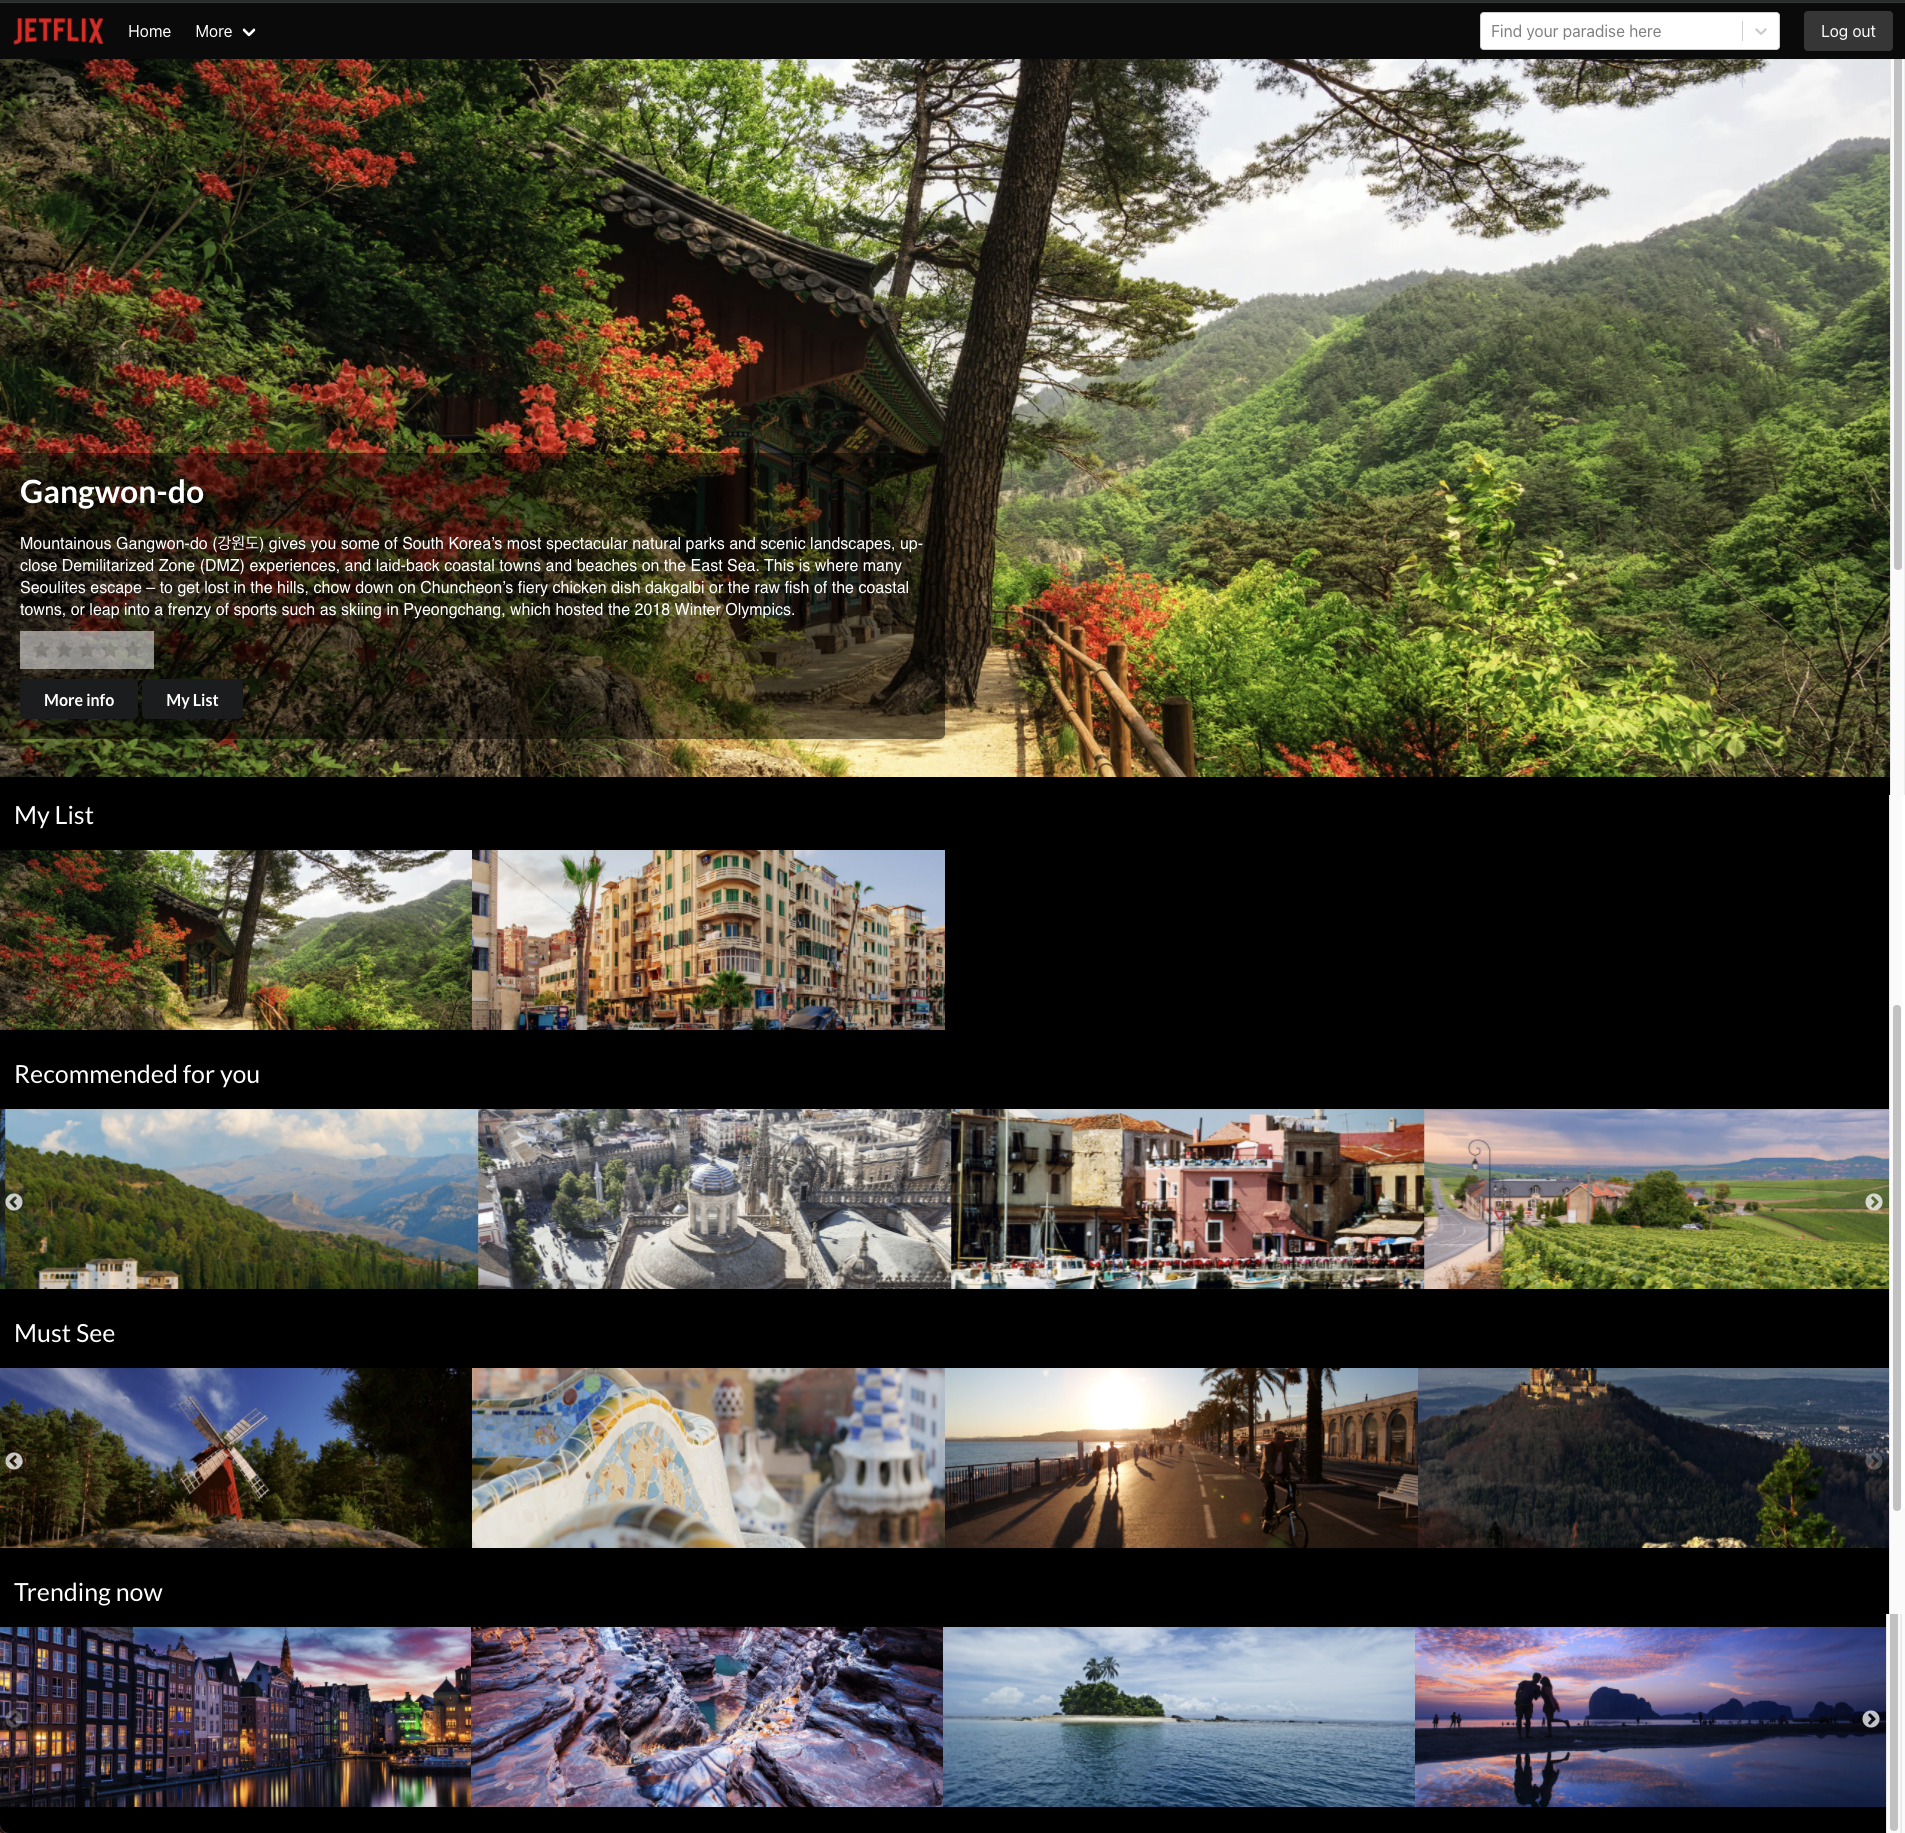 JETFLIX
Home
More
Find your paradise here
Log out
Gangwon-do
Mountainous Gangwon-do (강원도) gives you some of South Korea’s most spectacular natural parks and scenic landscapes, up-
close Demilitarized Zone (DMZ) experiences, and laid-back coastal towns and beaches on the East Sea. This is where many
Seoulites escape – to get lost in the hills, chow down on Chuncheon’s fiery chicken dish dakgalbi or the raw fish of the coastal
towns, or leap into a frenzy of sports such as skiing in Pyeongchang, which hosted the 2018 Winter Olympics.
More info
My List
My List
Recommended for you
Must See
Trending now